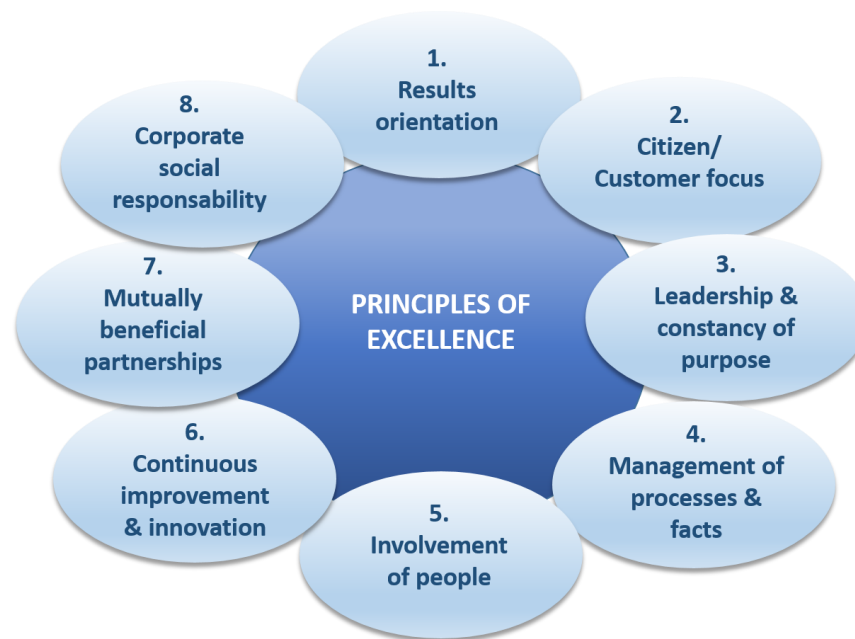 PRINCIPLES OF
EXCELLENCE
1.
Results
orientation
2.
Citizen/
Customer focus
3.
Leadership &
constancy of
purpose
4.
Management of
processes &
facts
5.
Involvement
of people
6.
Continuous
improvement
& innovation
7.
Mutually
beneficial
partnerships
8.
Corporate
social
responsability